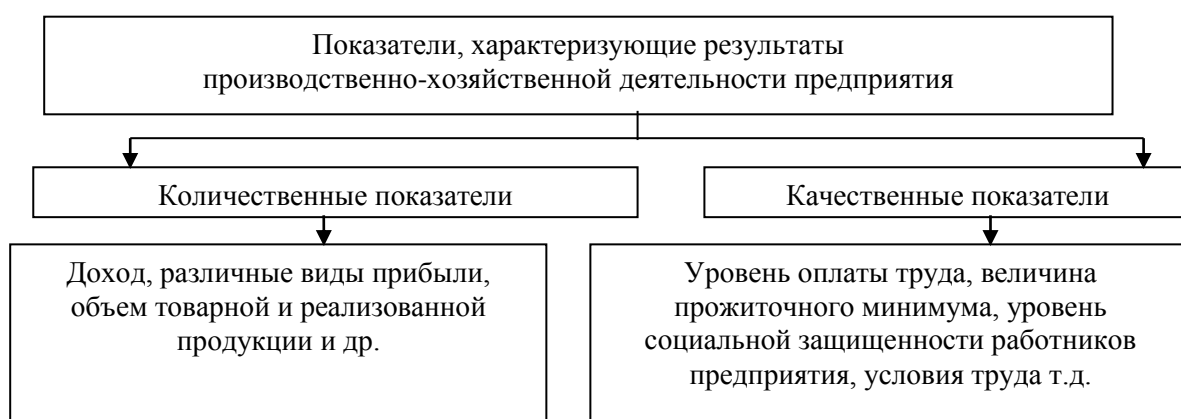 Показатели, характеризующие результаты
производственно-хозяйственной деятельности предприятия
Количественные показатели
Качественные показатели
Доход, различные виды прибыли,
объем товарной и реализованной
продукции и др.
Уровень оплаты труда, величина
прожиточного минимума, уровень
социальной защищенности работников
предприятия, условия труда т.д.